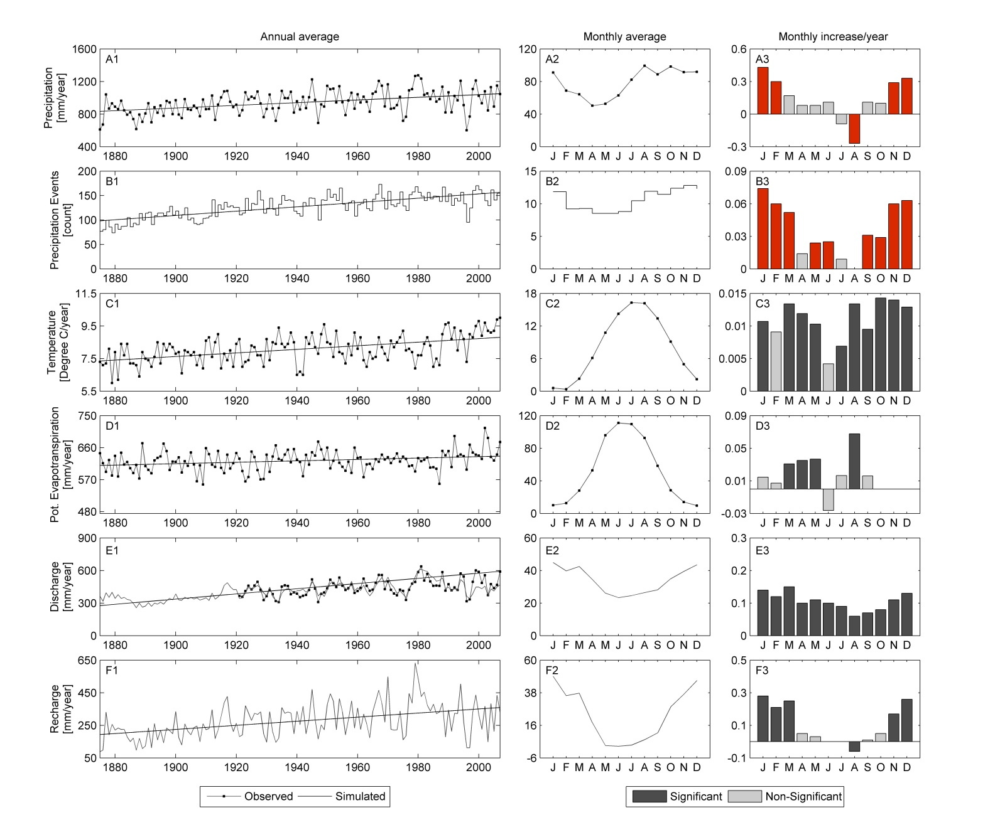 Annual average
Monthly average
Monthly increase/year
Precipitation
[mm/year]
1600
1200
800
400
A1
1880 1900 1920 1940 1960 1980 2000
120
80
40
0
A2
J F M A M J J A S O N D
0.6
0.3
0
-0.3
A3
J F M A M J J A S O N D
Precipitation Events
[count]
200
150
100
50
0
B1
1880 1900 1920 1940 1960 1980 2000
15
10
5
0
B2
J F M A M J J A S O N D
0.09
0.06
0.03
0
B3
J F M A M J J A S O N D
Temperature
[Degree C/year]
11.5
9.5
7.5
5.5
C1
1880 1900 1920 1940 1960 1980 2000
18
12
6
0
C2
J F M A M J J A S O N D
0.015
0.01
0.005
0
C3
J F M A M J J A S O N D
Pot. Evapotranspiration
[mm/year]
750
660
570
480
D1
1880 1900 1920 1940 1960 1980 2000
120
80
40
0
D2
J F M A M J J A S O N D
0.09
0.05
0.01
-0.03
D3
J F M A M J J A S O N D
Discharge
[mm/year]
900
600
300
0
E1
1880 1900 1920 1940 1960 1980 2000
60
40
20
0
E2
J F M A M J J A S O N D
0.3
0.2
0.1
0
E3
J F M A M J J A S O N D
Recharge
[mm/year]
650
450
250
50
F1
1880 1900 1920 1940 1960 1980 2000
60
38
16
-6
F2
J F M A M J J A S O N D
0.5
0.3
0.1
-0.1
F3
J F M A M J J A S O N D
Observed Simulated
Significant Non-Significant